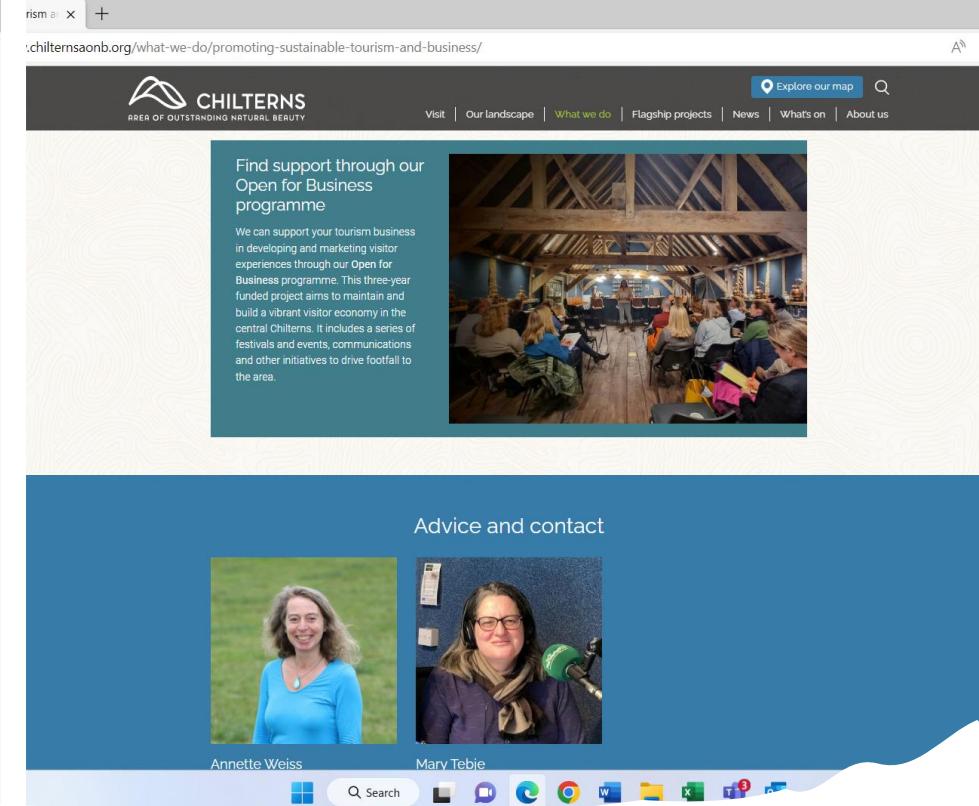 rism a
.chilternsaonb.org/what-we-do/promoting-sustainable-tourism-and-business/
CHILTERNS
AREA OF OUTSTANDING NATURAL BEAUTY
Explore our map
Visit
Our landscape
What we do
Flagship projects
News
What's on
About us
Find support through our
Open for Business
programme
We can support your tourism business
in developing and marketing visitor
experiences through our Open for
Business programme. This three-year
funded project aims to maintain and
build a vibrant visitor economy in the
central Chilterns. It includes a series of
festivals and events, communications
and other initiatives to drive footfall to
the area.
Advice and contact
Annette Weiss
Mary Tebje
Search
3